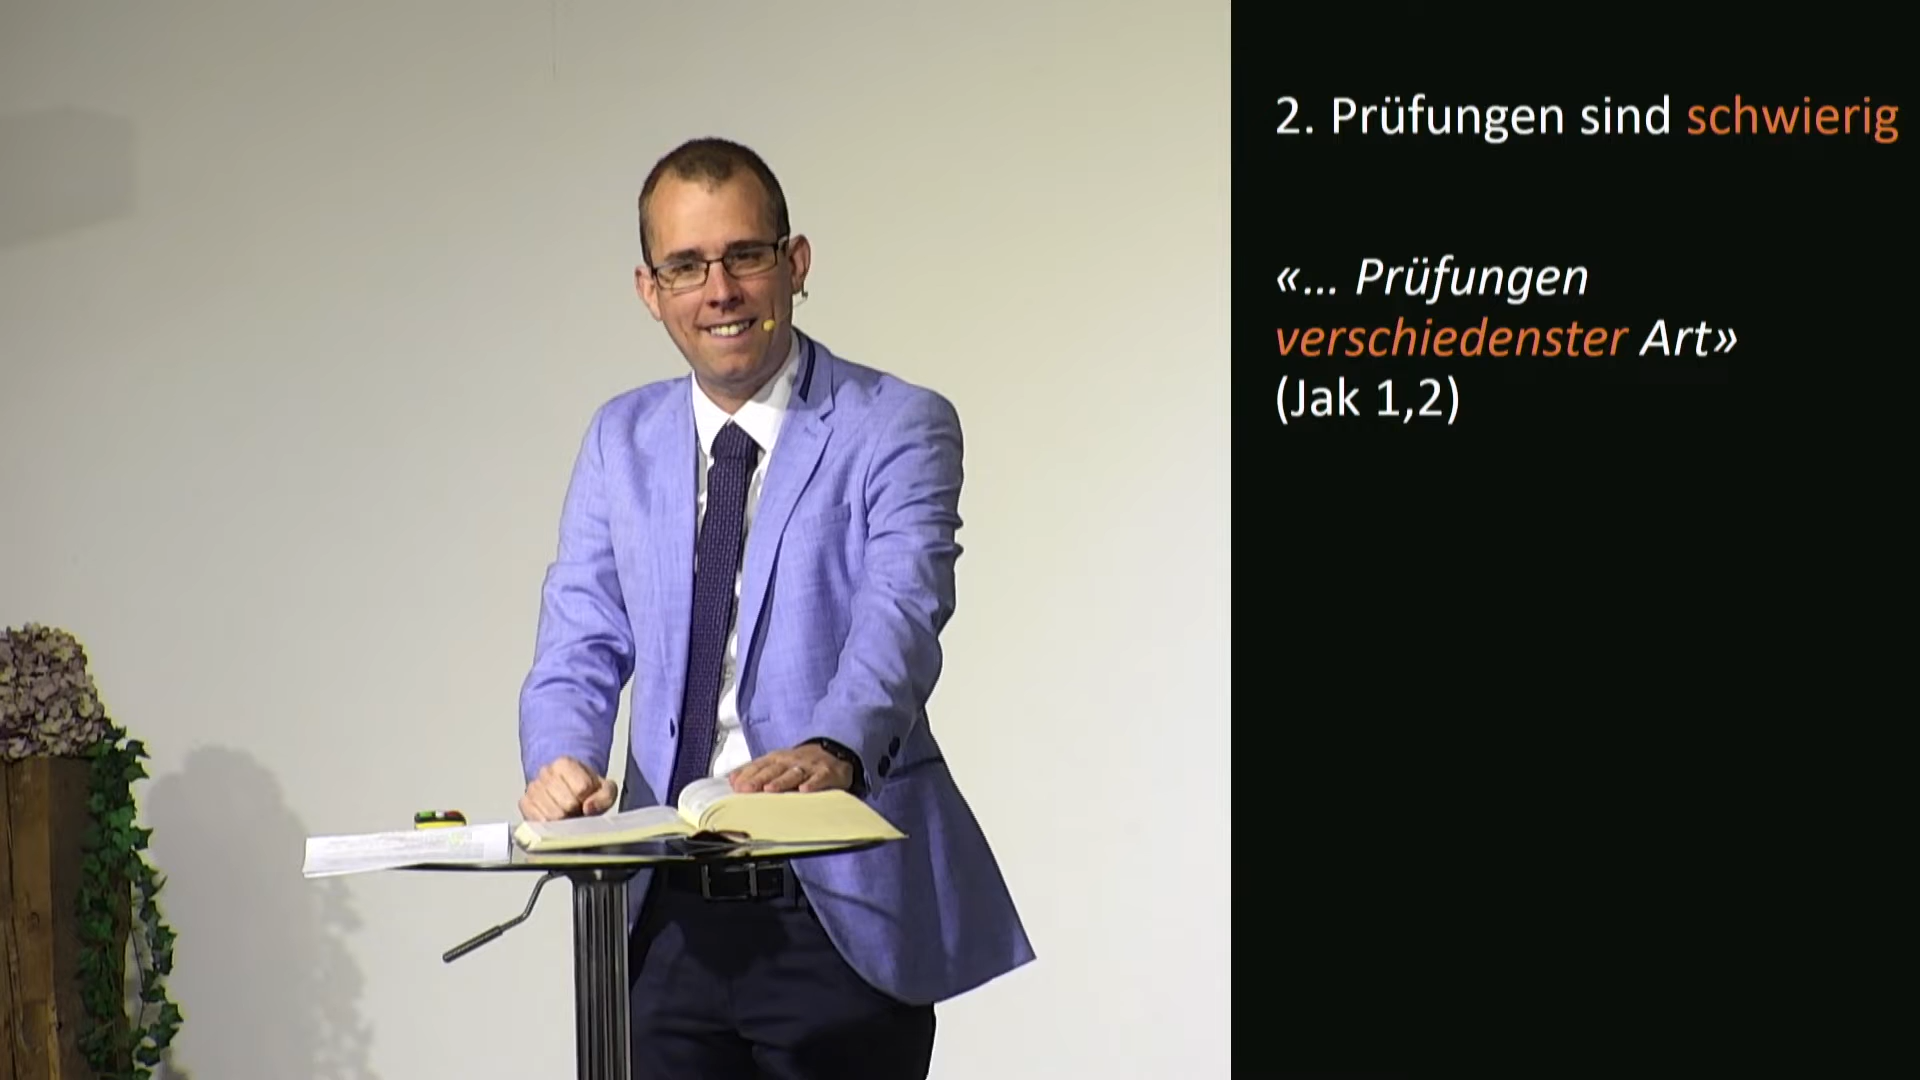 2. Prüfungen sind schwierig
«... Prüfungen
verschiedenster Art»
(Jak 1,2)